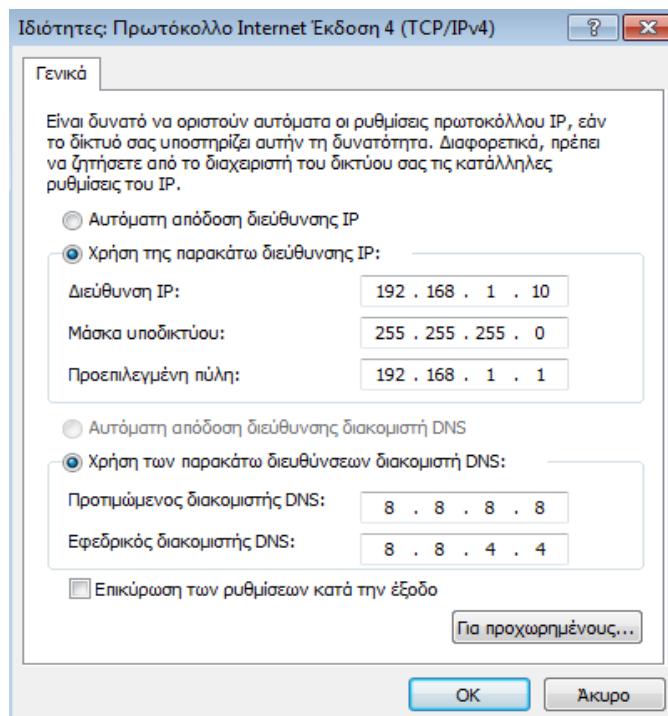 Ιδιότητες: Πρωτόκολλο Internet Έκδοση 4 (TCP/IPv4)
Γενικά
Είναι δυνατό να οριστούν αυτόματα οι ρυθμίσεις πρωτοκόλλου IP, εάν
το δίκτυό σας υποστηρίζει αυτήν τη δυνατότητα. Διαφορετικά, πρέπει
να ζητήσετε από το διαχειριστή του δικτύου σας τις κατάλληλες
ρυθμίσεις του IP.
Αυτόματη απόδοση διεύθυνσης IP
Χρήση της παρακάτω διεύθυνσης IP:
Διεύθυνση IP: 192 . 168 . 1 . 10
Μάσκα υποδικτύου: 255 . 255 . 255 . 0
Προεπιλεγμένη πύλη: 192 . 168 . 1 . 1
Αυτόματη απόδοση διεύθυνσης διακομιστή DNS
Χρήση των παρακάτω διευθύνσεων διακομιστή DNS:
Προτιμώμενος διακομιστής DNS: 8 . 8 . 8 . 8
Εφεδρικός διακομιστής DNS: 8 . 8 . 4 . 4
Επικύρωση των ρυθμίσεων κατά την έξοδο
Για προχωρημένους...
OK Άκυρο